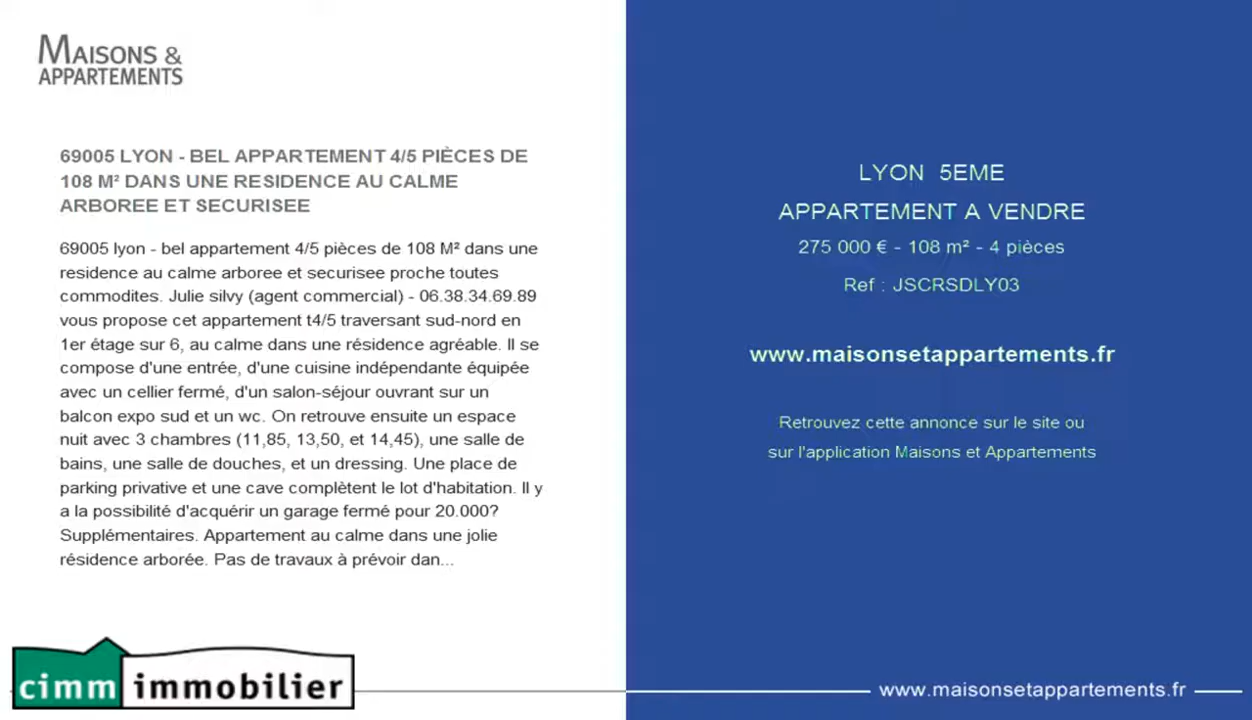 MAISONS &
APPARTEMENTS
69005 LYON - BEL APPARTEMENT 4/5 PIÈCES DE
108 M² DANS UNE RESIDENCE AU CALME
ARBOREE ET SECURISEE
69005 lyon - bel appartement 4/5 pièces de 108 M² dans une
residence au calme arboree et securisee proche toutes
commodites. Julie silvy (agent commercial) - 06.38.34.69.89
vous propose cet appartement t4/5 traversant sud-nord en
1er étage sur 6, au calme dans une résidence agréable. Il se
compose d'une entrée, d'une cuisine indépendante équipée
avec un cellier fermé, d'un salon-séjour ouvrant sur un
balcon expo sud et un wc. On retrouve ensuite un espace
nuit avec 3 chambres (11,85, 13,50, et 14,45), une salle de
bains, une salle de douches, et un dressing. Une place de
parking privative et une cave complètent le lot d'habitation. Il y
a la possibilité d'acquérir un garage fermé pour 20.000?
Supplémentaires. Appartement au calme dans une jolie
résidence arborée. Pas de travaux à prévoir dan...
cimm immobilier
LYON 5EME
APPARTEMENT A VENDRE
275 000 € - 108 m² - 4 pièces
Ref : JSCRSDLY03
www.maisonsetappartements.fr
Retrouvez cette annonce sur le site ou
sur l'application Maisons et Appartements
www.maisonsetappartements.fr